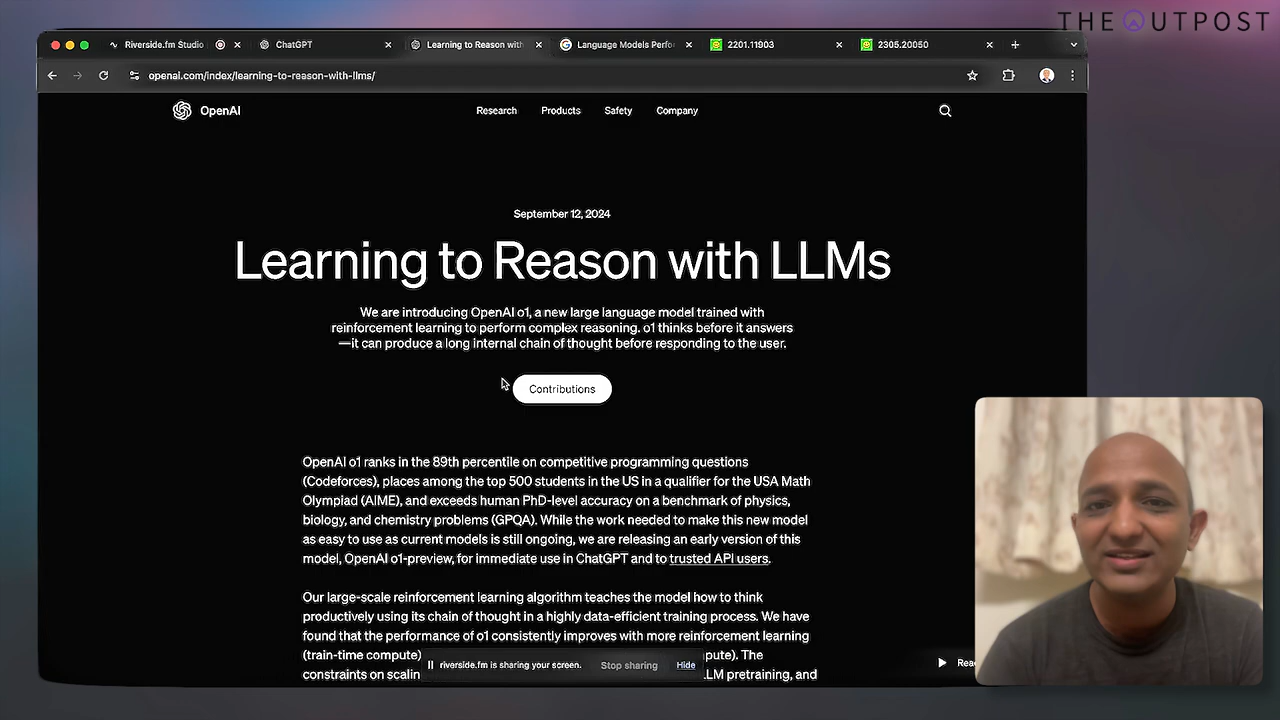 THE OUTPOST
Riverside.fm Studio
ChatGPT
Learning to Reason with
Language Models Perfo
2201.11903
2305.20050
openai.com/index/learning-to-reason-with-llms/
OpenAI
Research
Products
Safety
Company
September 12, 2024
Learning to Reason with LLMs
We are introducing OpenAI o1, a new large language model trained with
reinforcement learning to perform complex reasoning. o1 thinks before it answers
—it can produce a long internal chain of thought before responding to the user.
Contributions
OpenAI o1 ranks in the 89th percentile on competitive programming questions
(Codeforces), places among the top 500 students in the US in a qualifier for the USA Math
Olympiad (AIME), and exceeds human PhD-level accuracy on a benchmark of physics,
biology, and chemistry problems (GPQA). While the work needed to make this new model
as easy to use as current models is still ongoing, we are releasing an early version of this
model, OpenAI o1-preview, for immediate use in ChatGPT and to trusted API users.
Our large-scale reinforcement learning algorithm teaches the model how to think
productively using its chain of thought in a highly data-efficient training process. We have
found that the performance of o1 consistently improves with more reinforcement learning
(train-time compute) pute). The
riverside.fm is sharing your screen. Stop sharing Hide
constraints on scalin LLM pretraining, and